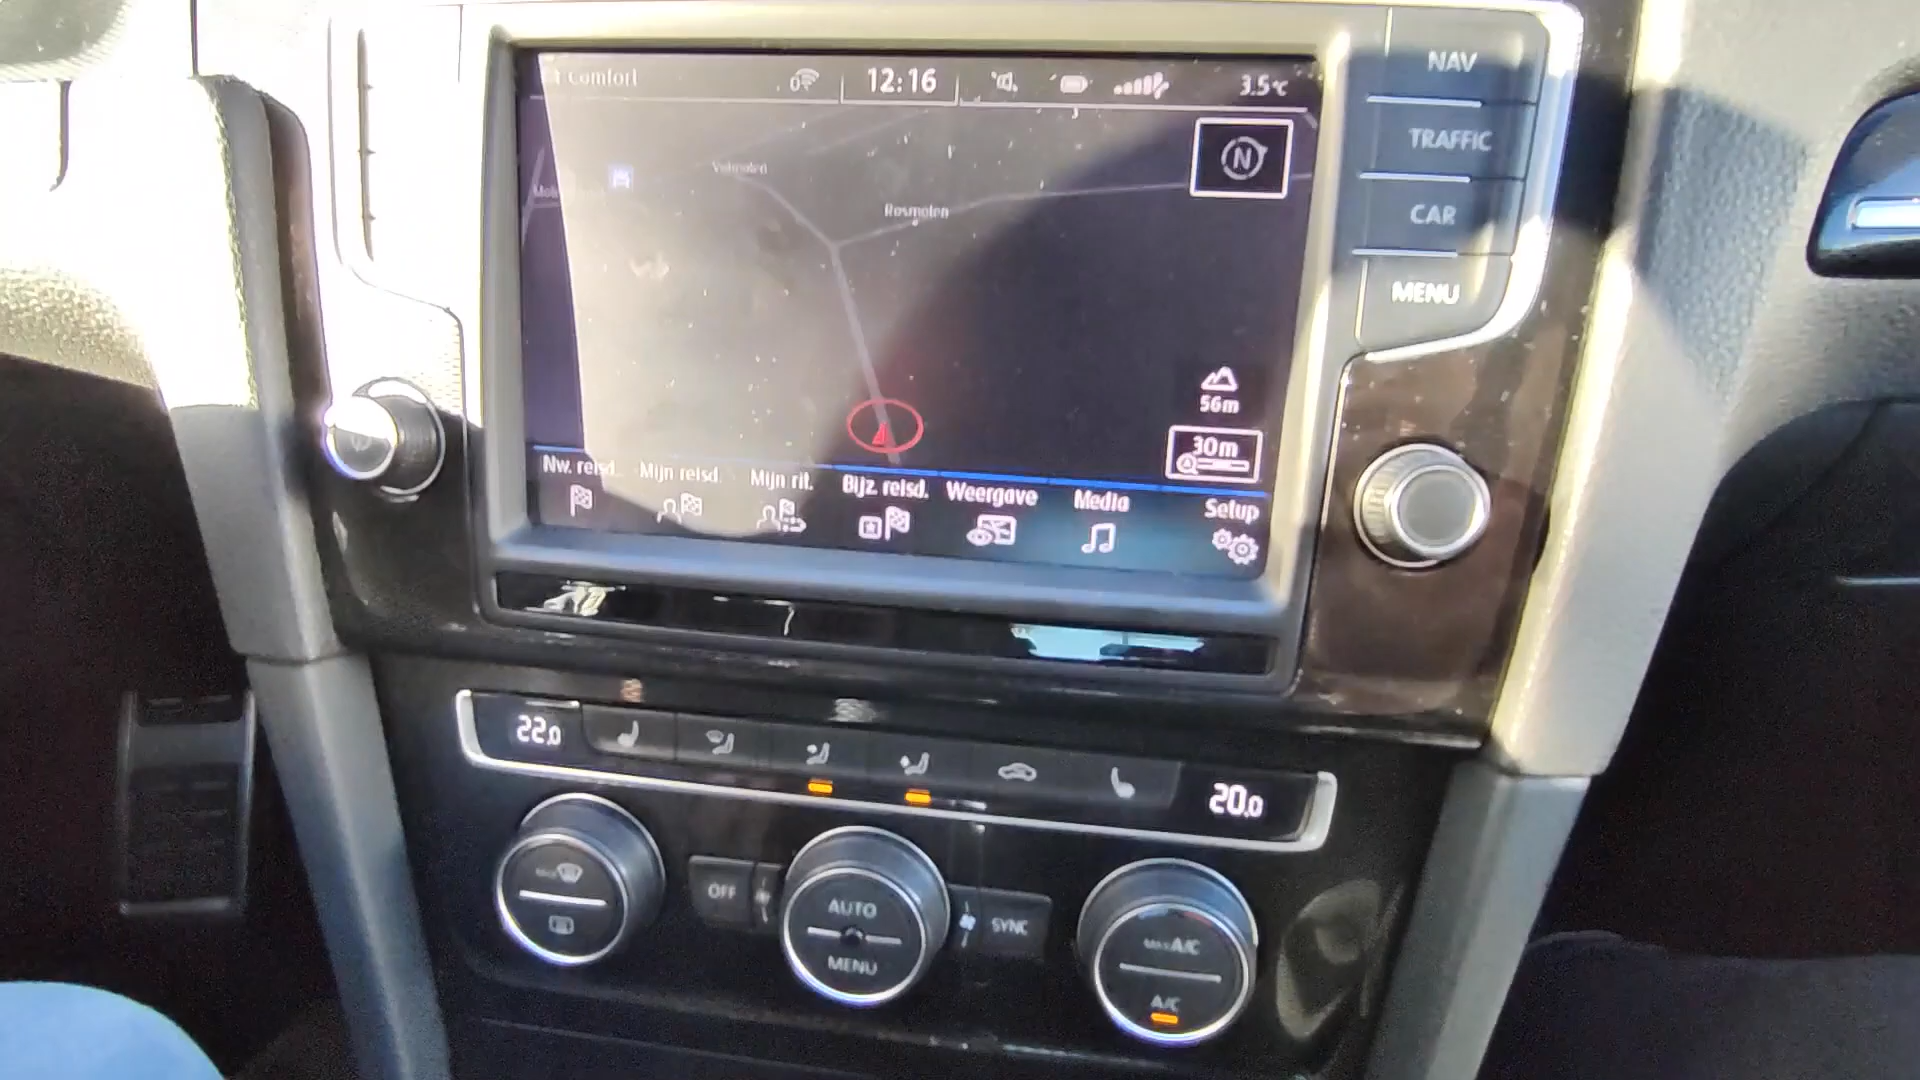 Comfort
0
12:16
3.5°C
NAV
TRAFFIC
CAR
MENU
N
Rosmolen
56m
30m
Nw. reisd.
Mijn reisd.
Mijn rit.
Bijz. reisd.
Weergave
Media
Setup
22.0
20.0
OFF
AUTO
MENU
SYNC
MAX A/C
A/C